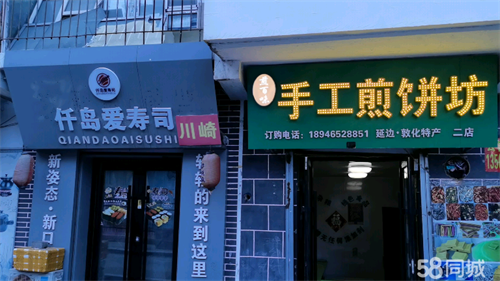 仟岛爱寿司
QIANDAOAISUSHI
川崎
新姿态·新口
轻轻的来到这里
手工煎饼坊
订购电话：18946528851 延边·敦化特产 二店
58同城